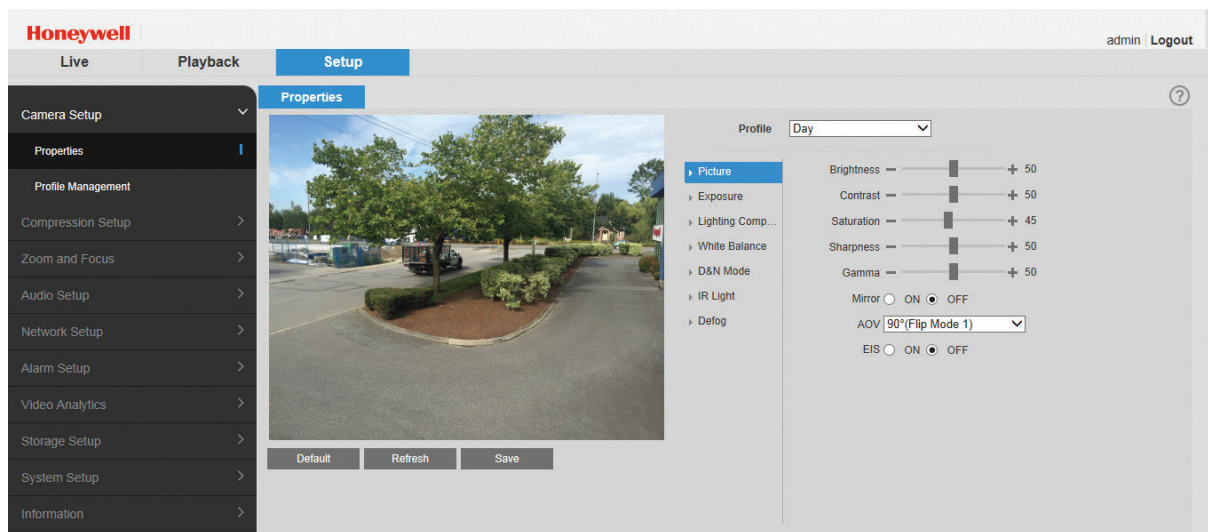 Honeywell
admin Logout
Live Playback Setup
Camera Setup
Properties
Profile Management
Compression Setup
Zoom and Focus
Audio Setup
Network Setup
Alarm Setup
Video Analytics
Storage Setup
System Setup
Information
Properties
?
Default Refresh Save
Profile Day
Picture
Exposure
Lighting Comp...
White Balance
D&N Mode
IR Light
Defog
Brightness − + 50
Contrast − + 50
Saturation − + 45
Sharpness − + 50
Gamma − + 50
Mirror ON OFF
AOV 90°(Flip Mode 1)
EIS ON OFF